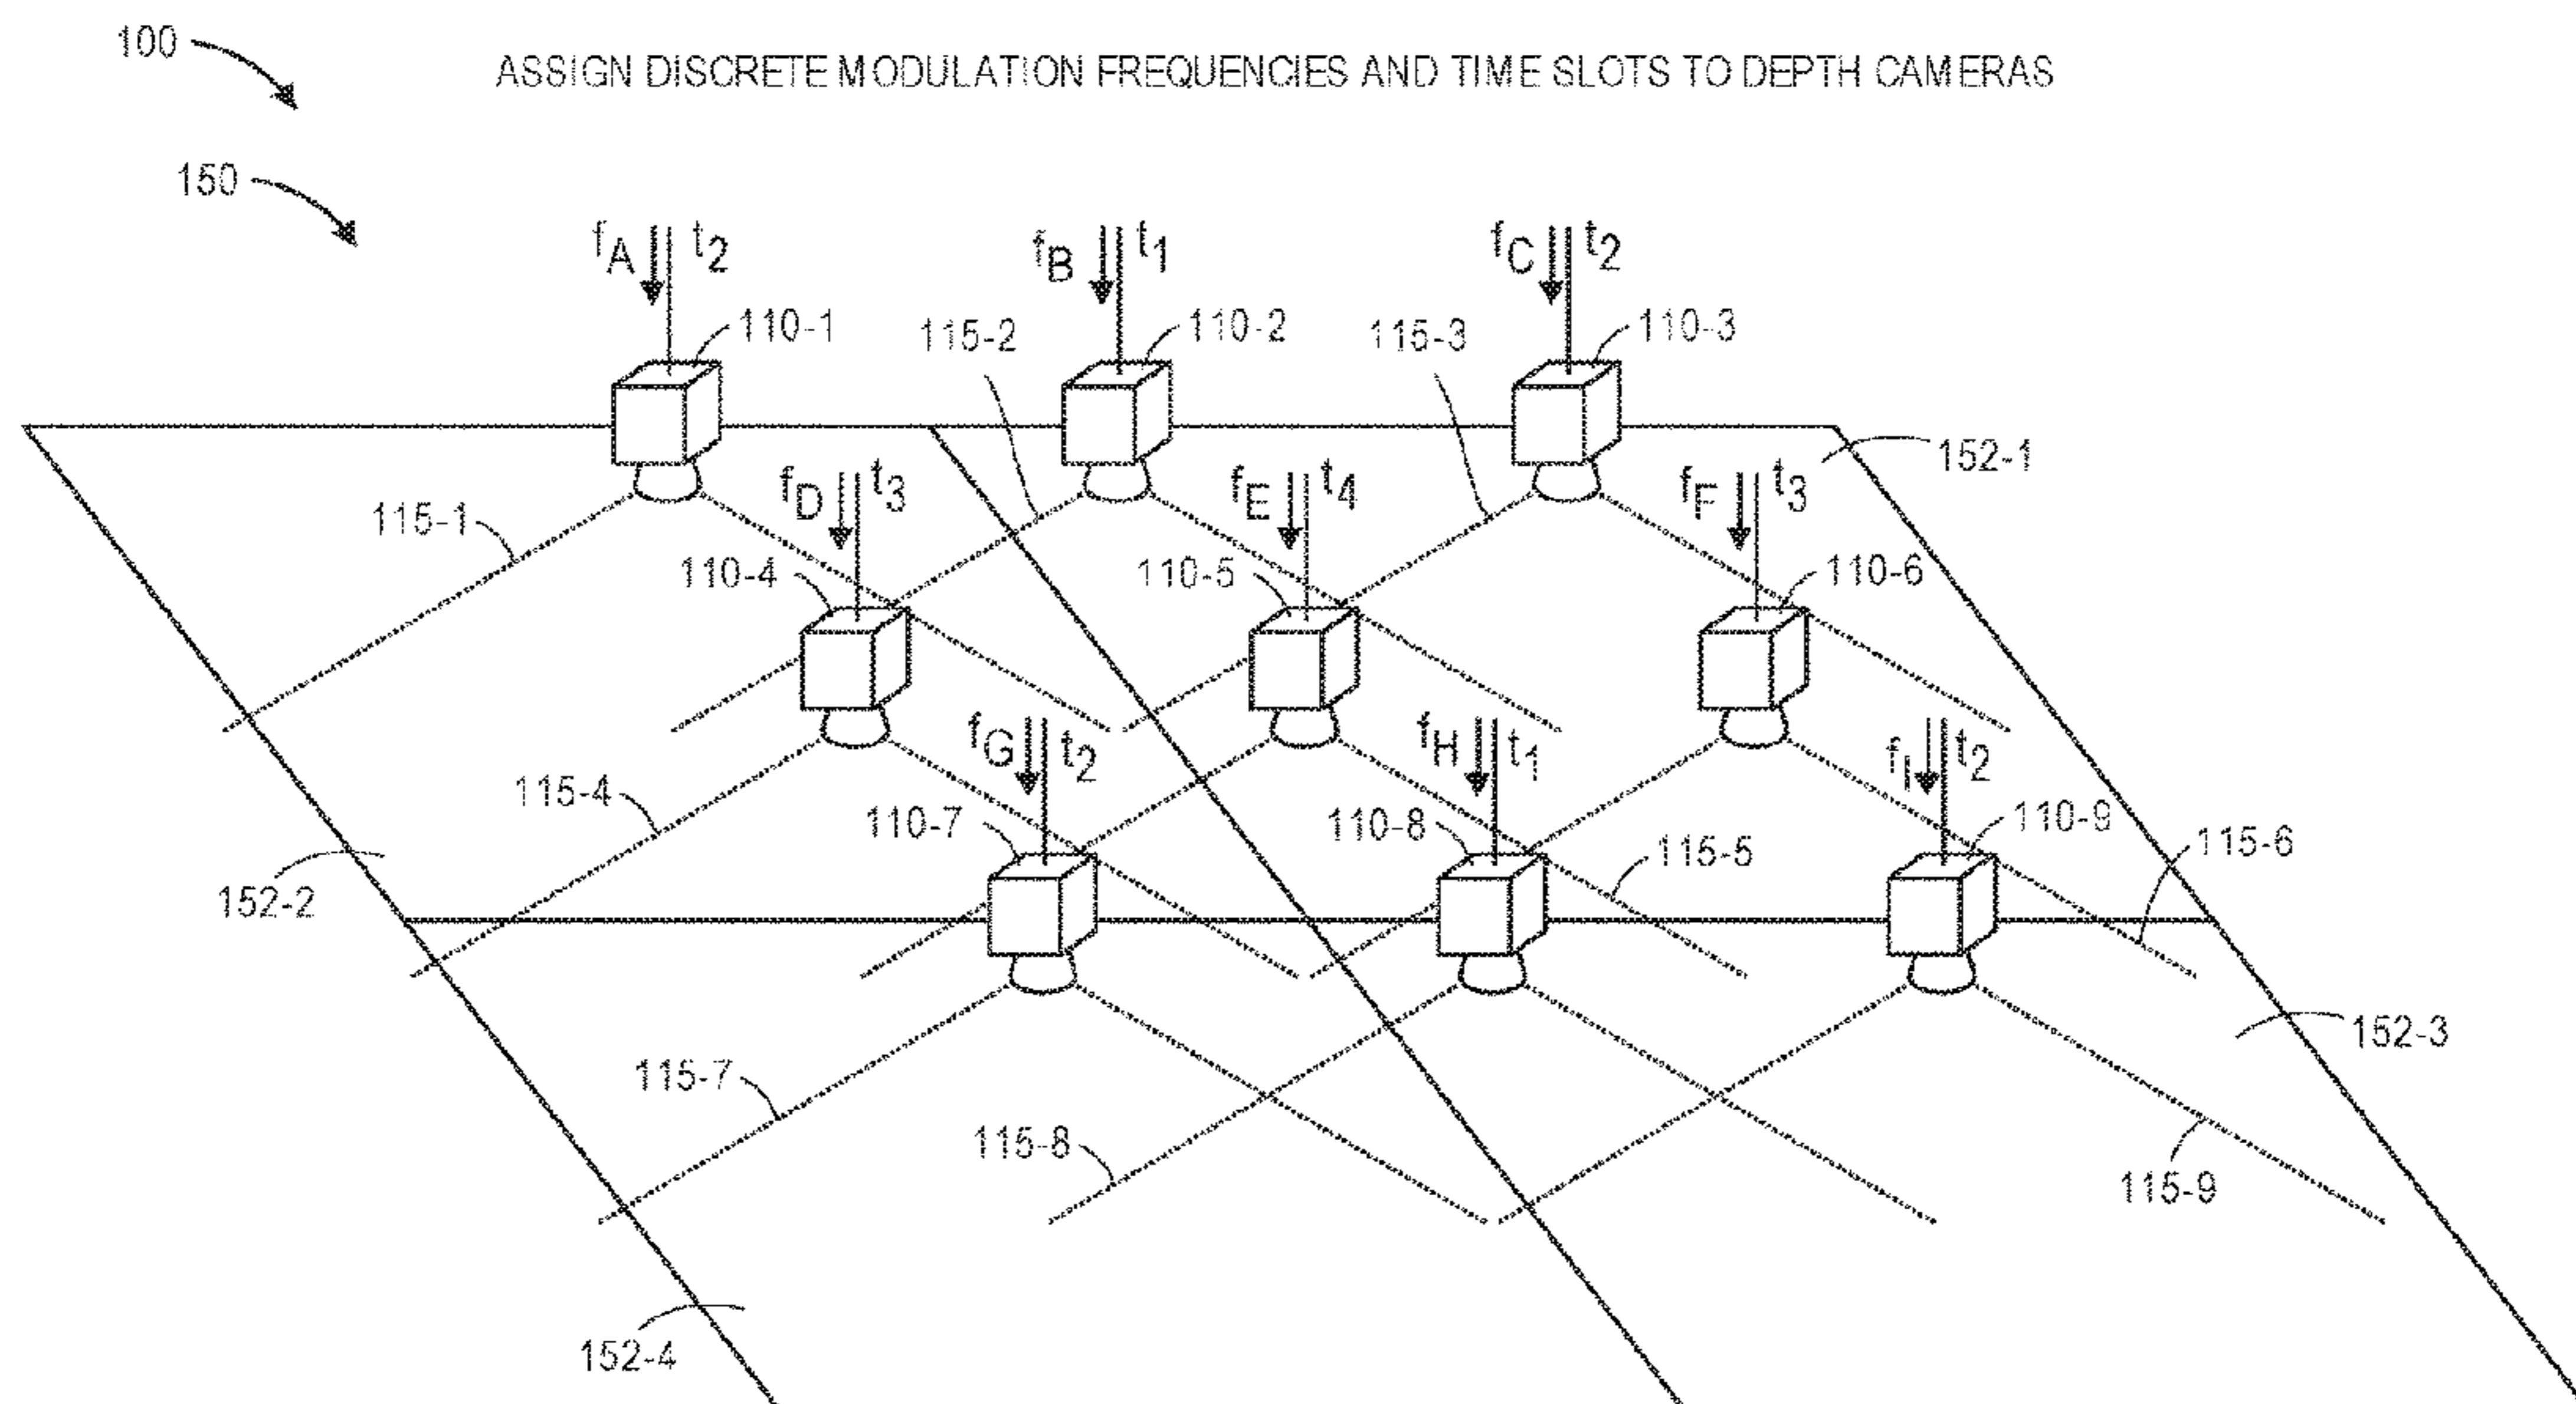 100
ASSIGN DISCRETE MODULATION FREQUENCIES AND TIME SLOTS TO DEPTH CAMERAS
150
fA t2 fB t1 fC t2
110-1 115-2 110-2 115-3 110-3
152-1
115-1 fD t3 fE t4 fF t3
110-4 110-5 110-6
115-4 fG t2 fH t1 fI t2
110-7 110-8 115-5 110-9 115-6
152-2
152-3
115-7
115-8 115-9
152-4